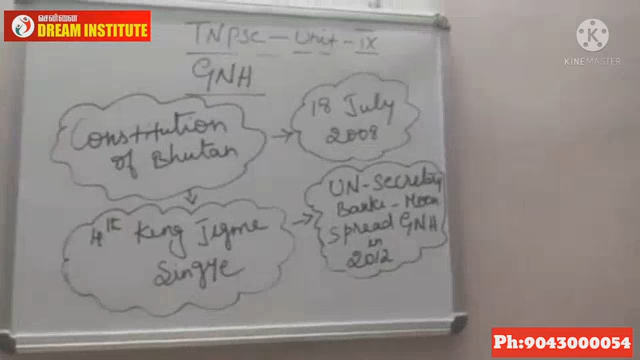 சென்னை
DREAM INSTITUTE
KINEMASTER
TNPSC - Unit - IX
GNH
Constitution
of Bhutan
18 July
2008
4th King Jigme
Singye
UN-Secretary
Banki-Moon
Spread GNH
in
2012
Ph:9043000054